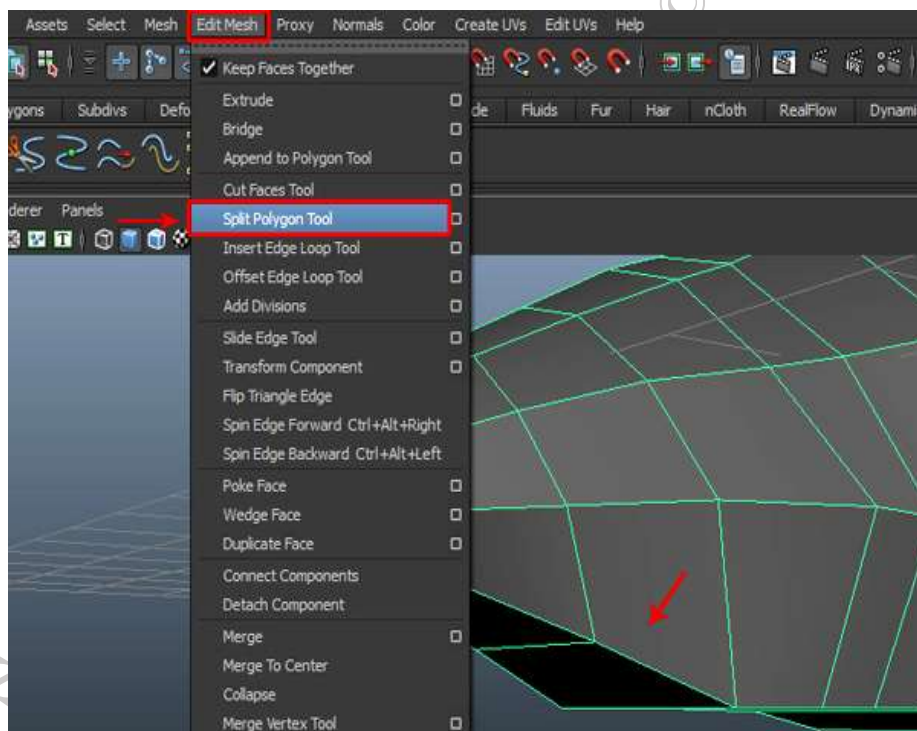 Assets Select Mesh Edit Mesh Proxy Normals Color Create UVs Edit UVs Help
Keep Faces Together
Extrude
Bridge
Append to Polygon Tool
Cut Faces Tool
Split Polygon Tool
Insert Edge Loop Tool
Offset Edge Loop Tool
Add Divisions
Slide Edge Tool
Transform Component
Flip Triangle Edge
Spin Edge Forward Ctrl+Alt+Right
Spin Edge Backward Ctrl+Alt+Left
Poke Face
Wedge Face
Duplicate Face
Connect Components
Detach Component
Merge
Merge To Center
Collapse
Merge Vertex Tool
ygons Subdivs Defo
de Fluids Fur Hair nCloth RealFlow Dynami
derer Panels
T